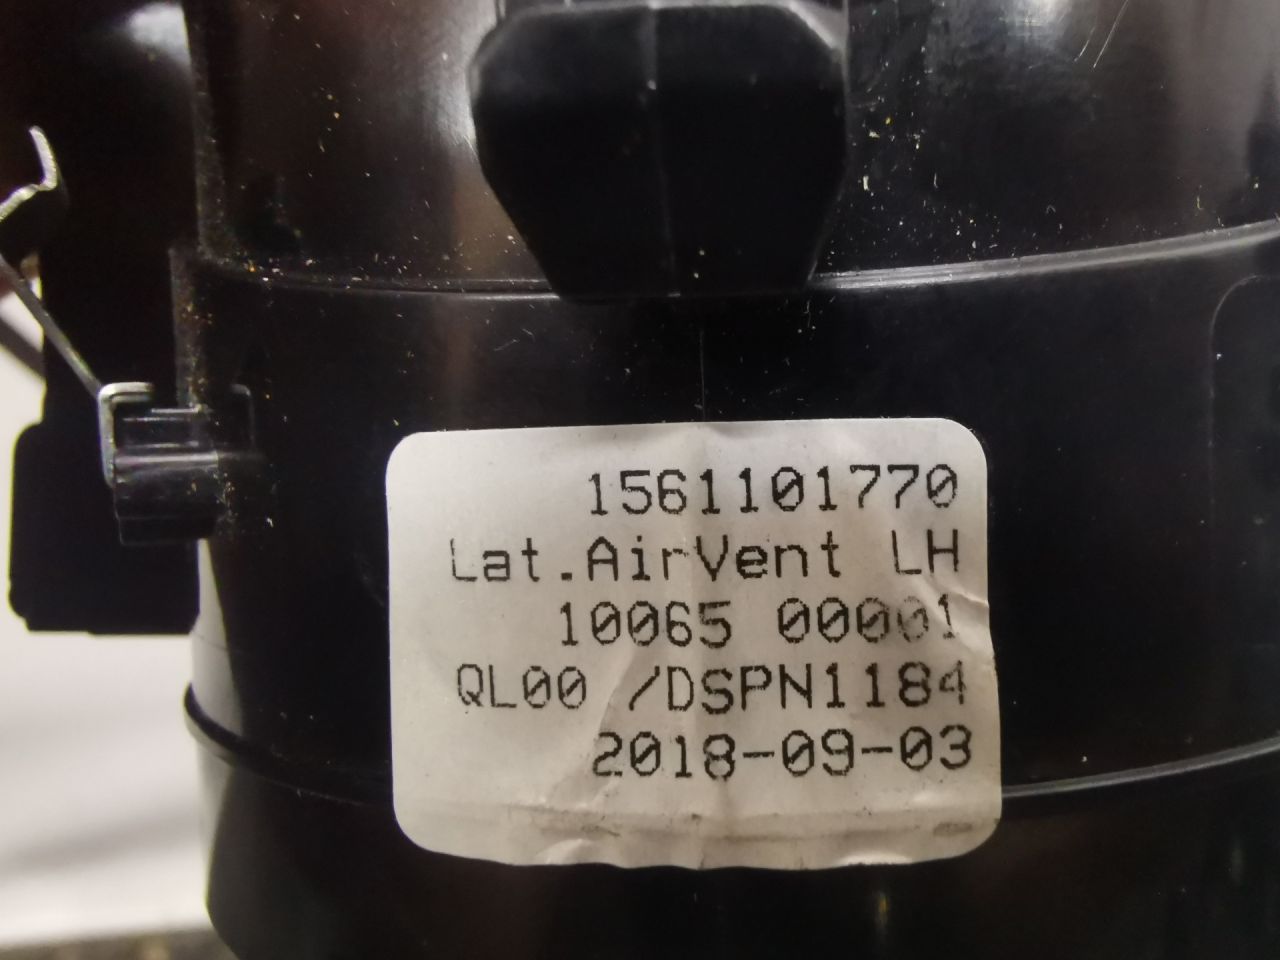 1561101770
Lat.AirVent LH
10065 00001
QL00 /DSPN1184
2018-09-03